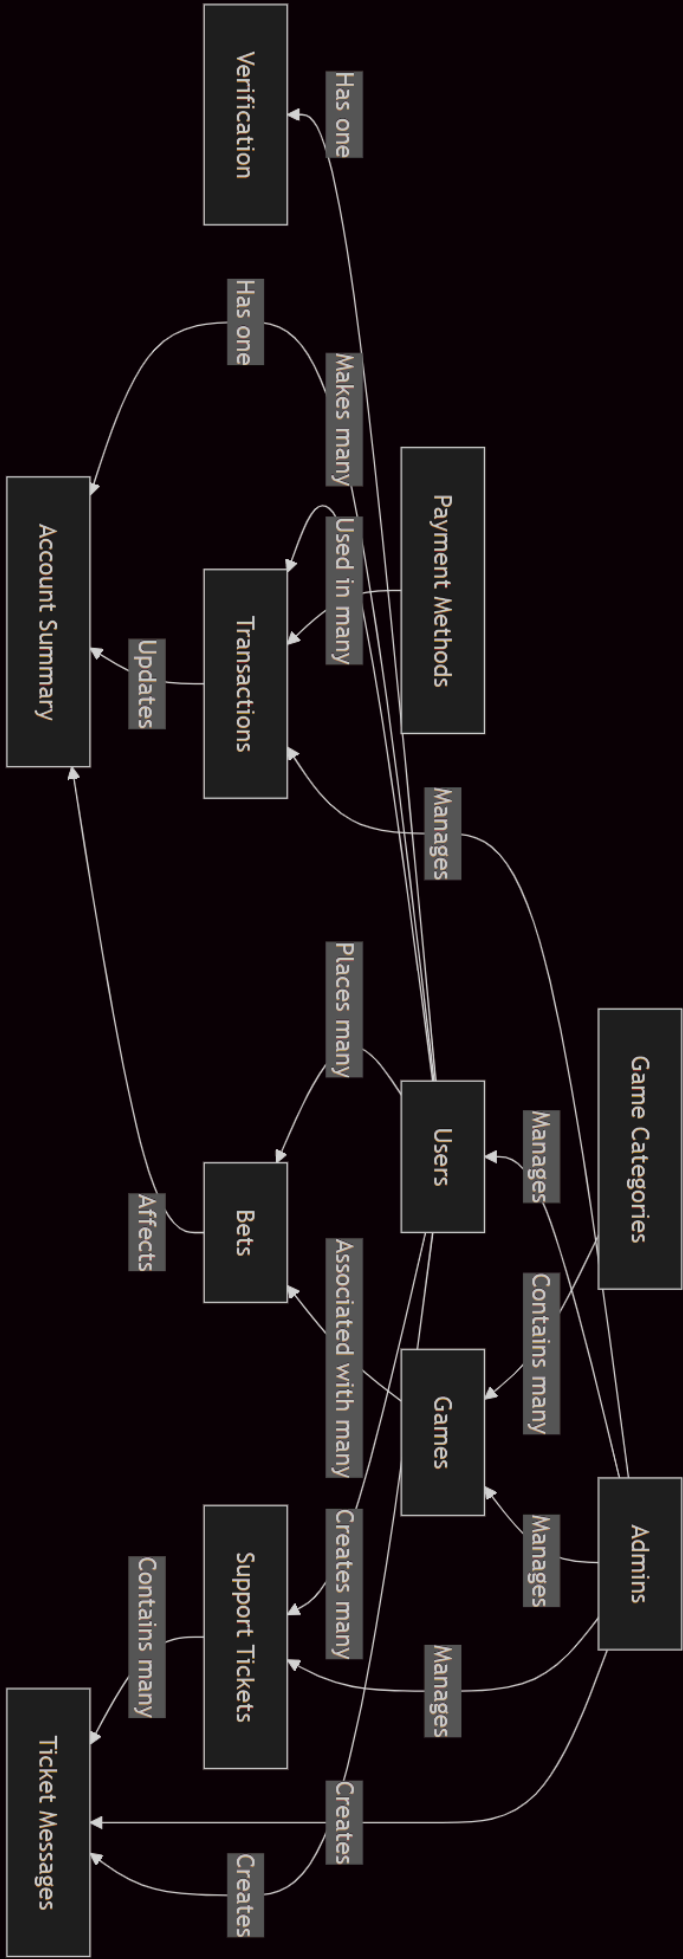 Game Categories
Admins
Manages
Contains many
Manages
Payment Methods
Manages
Users
Games
Manages
Has one
Makes many
Used in many
Places many
Associated with many
Creates many
Creates
Verification
Has one
Transactions
Bets
Support Tickets
Creates
Updates
Affects
Contains many
Account Summary
Ticket Messages